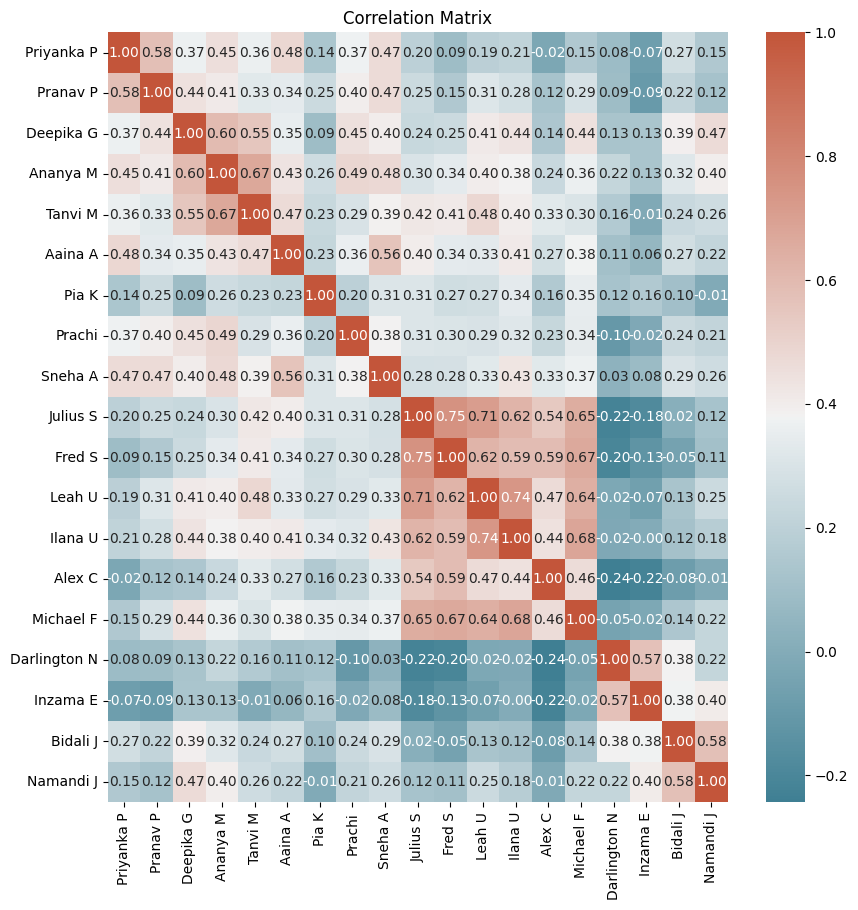 Correlation Matrix
Priyanka P 1.00 0.58 0.37 0.45 0.36 0.48 0.14 0.37 0.47 0.20 0.09 0.19 0.21 -0.02 0.15 0.08 -0.07 0.27 0.15
Pranav P 0.58 1.00 0.44 0.41 0.33 0.34 0.25 0.40 0.47 0.25 0.15 0.31 0.28 0.12 0.29 0.09 -0.09 0.22 0.12
Deepika G 0.37 0.44 1.00 0.60 0.55 0.35 0.09 0.45 0.40 0.24 0.25 0.41 0.44 0.14 0.44 0.13 0.13 0.39 0.47
Ananya M 0.45 0.41 0.60 1.00 0.67 0.43 0.26 0.49 0.48 0.30 0.34 0.40 0.38 0.24 0.36 0.22 0.13 0.32 0.40
Tanvi M 0.36 0.33 0.55 0.67 1.00 0.47 0.23 0.29 0.39 0.42 0.41 0.48 0.40 0.33 0.30 0.16 -0.01 0.24 0.26
Aaina A 0.48 0.34 0.35 0.43 0.47 1.00 0.23 0.36 0.56 0.40 0.34 0.33 0.41 0.27 0.38 0.11 0.06 0.27 0.22
Pia K 0.14 0.25 0.09 0.26 0.23 0.23 1.00 0.20 0.31 0.31 0.27 0.27 0.34 0.16 0.35 0.12 0.16 0.10 -0.01
Prachi 0.37 0.40 0.45 0.49 0.29 0.36 0.20 1.00 0.38 0.31 0.30 0.29 0.32 0.23 0.34 -0.10 -0.02 0.24 0.21
Sneha A 0.47 0.47 0.40 0.48 0.39 0.56 0.31 0.38 1.00 0.28 0.28 0.33 0.43 0.33 0.37 0.03 0.08 0.29 0.26
Julius S 0.20 0.25 0.24 0.30 0.42 0.40 0.31 0.31 0.28 1.00 0.75 0.71 0.62 0.54 0.65 -0.22 -0.18 0.02 0.12
Fred S 0.09 0.15 0.25 0.34 0.41 0.34 0.27 0.30 0.28 0.75 1.00 0.62 0.59 0.59 0.67 -0.20 -0.13 -0.05 0.11
Leah U 0.19 0.31 0.41 0.40 0.48 0.33 0.27 0.29 0.33 0.71 0.62 1.00 0.74 0.47 0.64 -0.02 -0.07 0.13 0.25
Ilana U 0.21 0.28 0.44 0.38 0.40 0.41 0.34 0.32 0.43 0.62 0.59 0.74 1.00 0.44 0.68 -0.02 -0.00 0.12 0.18
Alex C -0.02 0.12 0.14 0.24 0.33 0.27 0.16 0.23 0.33 0.54 0.59 0.47 0.44 1.00 0.46 -0.24 -0.22 -0.08 -0.01
Michael F 0.15 0.29 0.44 0.36 0.30 0.38 0.35 0.34 0.37 0.65 0.67 0.64 0.68 0.46 1.00 -0.05 -0.02 0.14 0.22
Darlington N 0.08 0.09 0.13 0.22 0.16 0.11 0.12 -0.10 0.03 -0.22 -0.20 -0.02 -0.02 -0.24 -0.05 1.00 0.57 0.38 0.22
Inzama E -0.07 -0.09 0.13 0.13 -0.01 0.06 0.16 -0.02 0.08 -0.18 -0.13 -0.07 -0.00 -0.22 -0.02 0.57 1.00 0.38 0.40
Bidali J 0.27 0.22 0.39 0.32 0.24 0.27 0.10 0.24 0.29 0.02 -0.05 0.13 0.12 -0.08 0.14 0.38 0.38 1.00 0.58
Namandi J 0.15 0.12 0.47 0.40 0.26 0.22 -0.01 0.21 0.26 0.12 0.11 0.25 0.18 -0.01 0.22 0.22 0.40 0.58 1.00
Priyanka P
Pranav P
Deepika G
Ananya M
Tanvi M
Aaina A
Pia K
Prachi
Sneha A
Julius S
Fred S
Leah U
Ilana U
Alex C
Michael F
Darlington N
Inzama E
Bidali J
Namandi J
1.0
0.8
0.6
0.4
0.2
0.0
−0.2